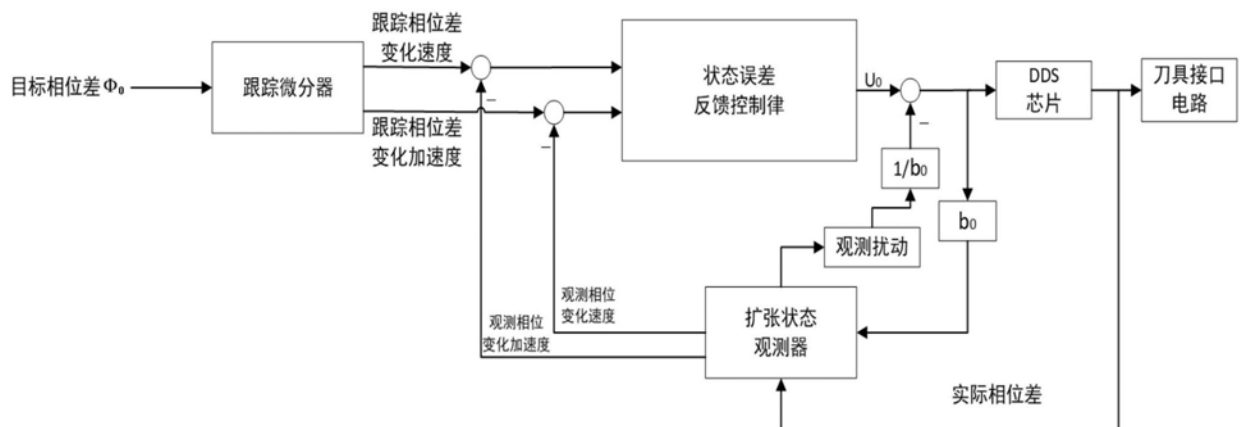 跟踪相位差
变化速度
目标相位差Φ₀
跟踪微分器
跟踪相位差
变化加速度
状态误差
反馈控制律
U₀
DDS
芯片
刀具接口
电路
1/b₀
b₀
观测扰动
观测相位
变化速度
观测相位
变化加速度
扩张状态
观测器
实际相位差